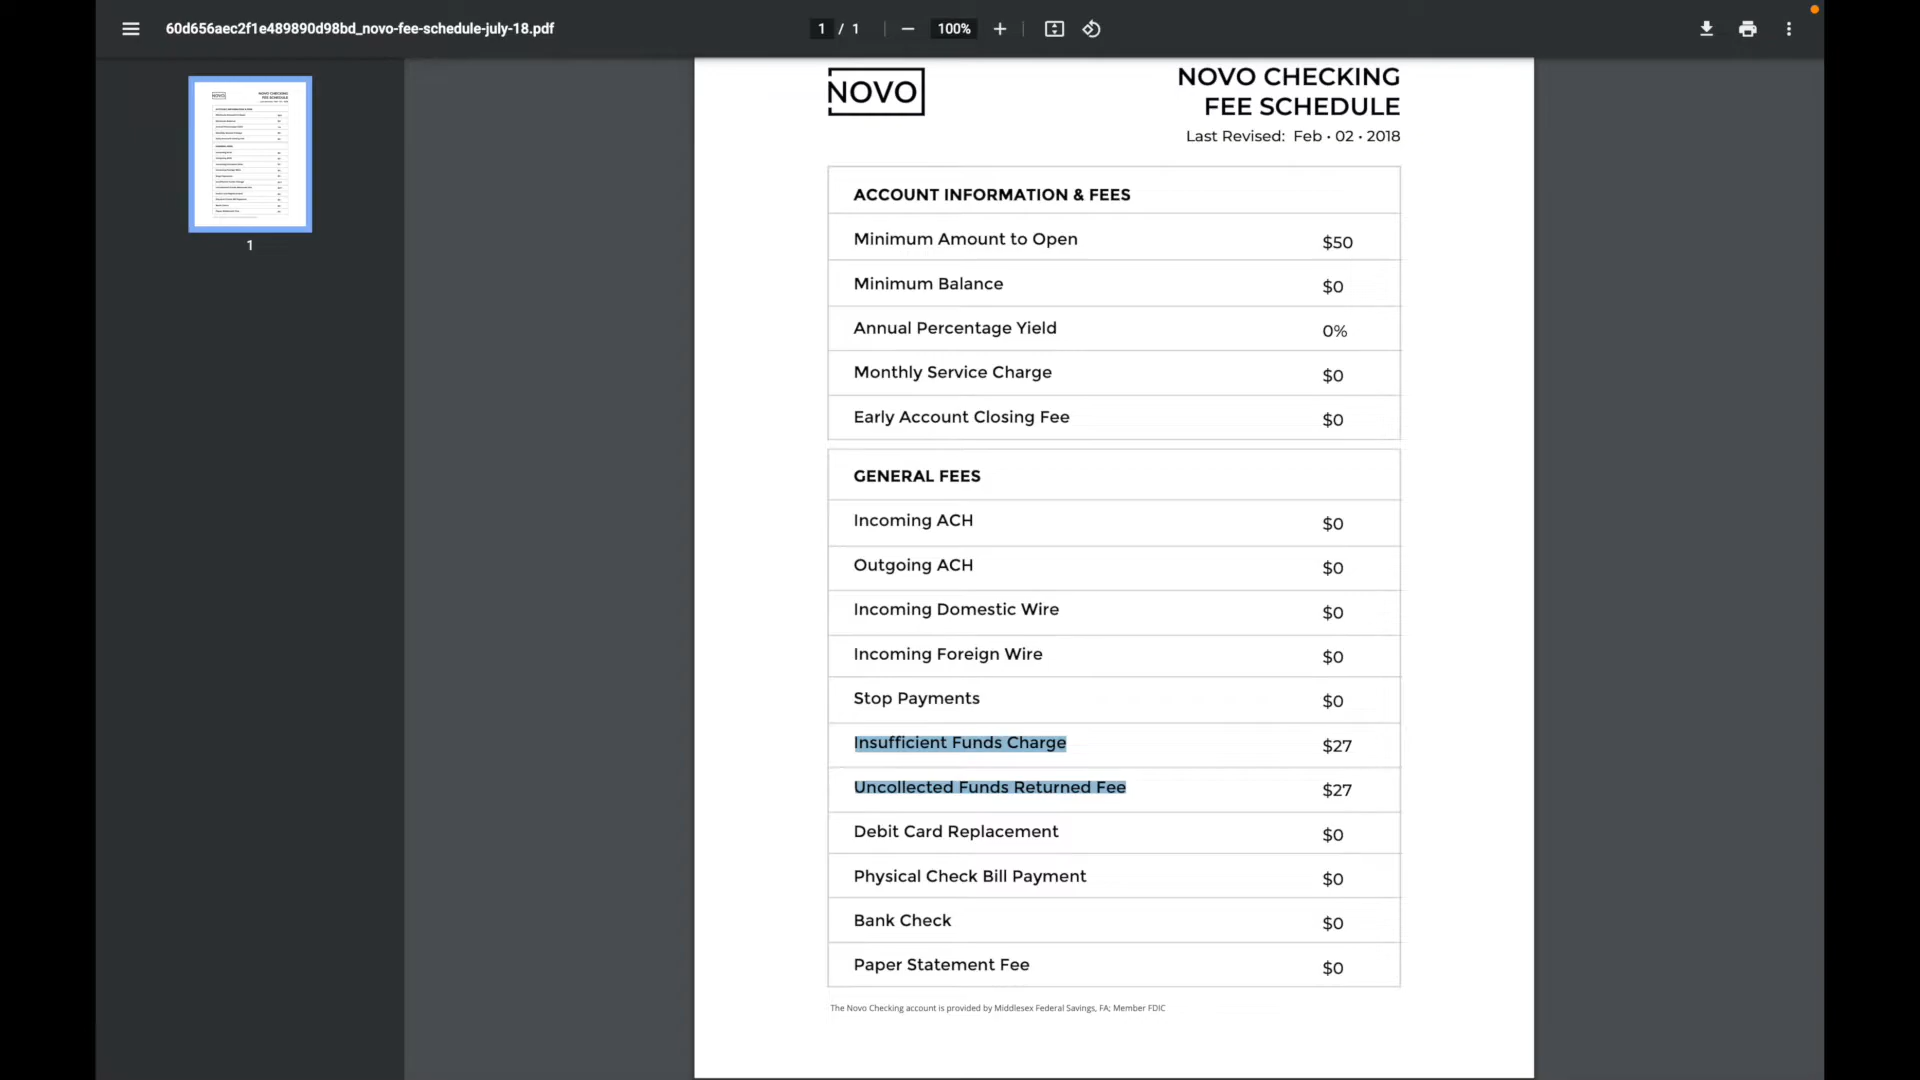 60d656aec2f1e489890d98bd_novo-fee-schedule-july-18.pdf
1 / 1
100%
1
NOVO
NOVO CHECKING
FEE SCHEDULE
Last Revised: Feb • 02 • 2018
ACCOUNT INFORMATION & FEES
Minimum Amount to Open $50
Minimum Balance $0
Annual Percentage Yield 0%
Monthly Service Charge $0
Early Account Closing Fee $0
GENERAL FEES
Incoming ACH $0
Outgoing ACH $0
Incoming Domestic Wire $0
Incoming Foreign Wire $0
Stop Payments $0
Insufficient Funds Charge $27
Uncollected Funds Returned Fee $27
Debit Card Replacement $0
Physical Check Bill Payment $0
Bank Check $0
Paper Statement Fee $0
The Novo Checking account is provided by Middlesex Federal Savings, FA; Member FDIC